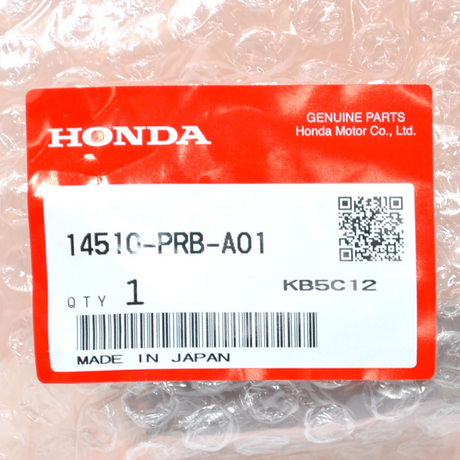 HONDA
GENUINE PARTS
Honda Motor Co., Ltd.
14510-PRB-A01
QTY 1
KB5C12
MADE IN JAPAN